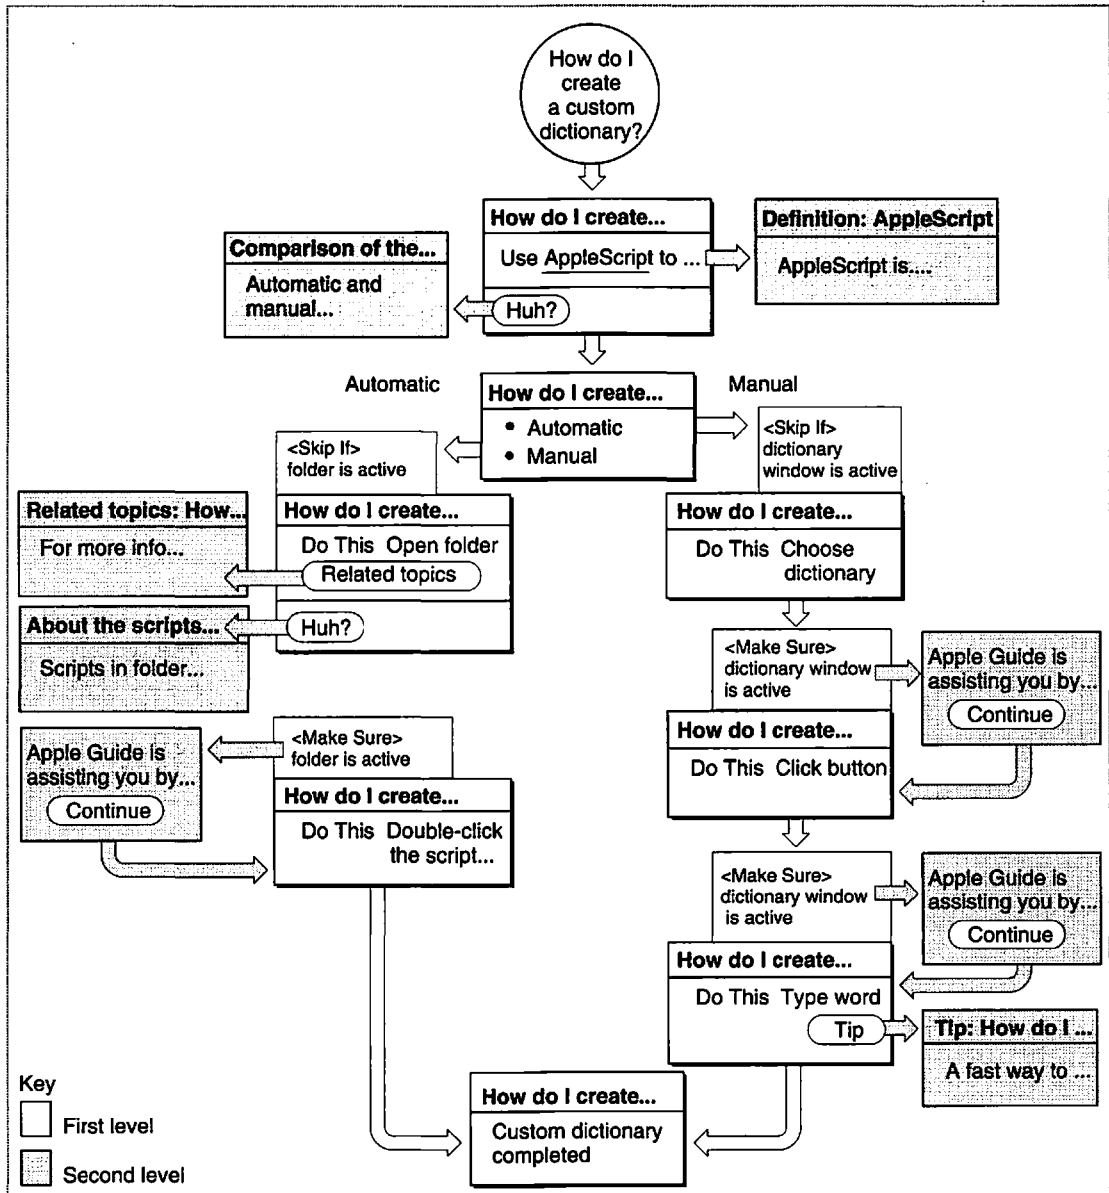 How do I
create
a custom
dictionary?
How do I create...
Use AppleScript to ...
Huh?
Definition: AppleScript
AppleScript is....
Comparison of the...
Automatic and
manual...
Automatic
Manual
How do I create...
• Automatic
• Manual
<Skip If>
folder is active
How do I create...
Do This Open folder
Related topics
Huh?
Related topics: How...
For more info...
About the scripts...
Scripts in folder...
<Make Sure>
folder is active
Apple Guide is
assisting you by...
Continue
How do I create...
Do This Double-click
the script...
<Skip If>
dictionary
window is active
How do I create...
Do This Choose
dictionary
<Make Sure>
dictionary window
is active
Apple Guide is
assisting you by...
Continue
How do I create...
Do This Click button
<Make Sure>
dictionary window
is active
Apple Guide is
assisting you by...
Continue
How do I create...
Do This Type word
Tip
Tip: How do I ...
A fast way to ...
How do I create...
Custom dictionary
completed
Key
First level
Second level